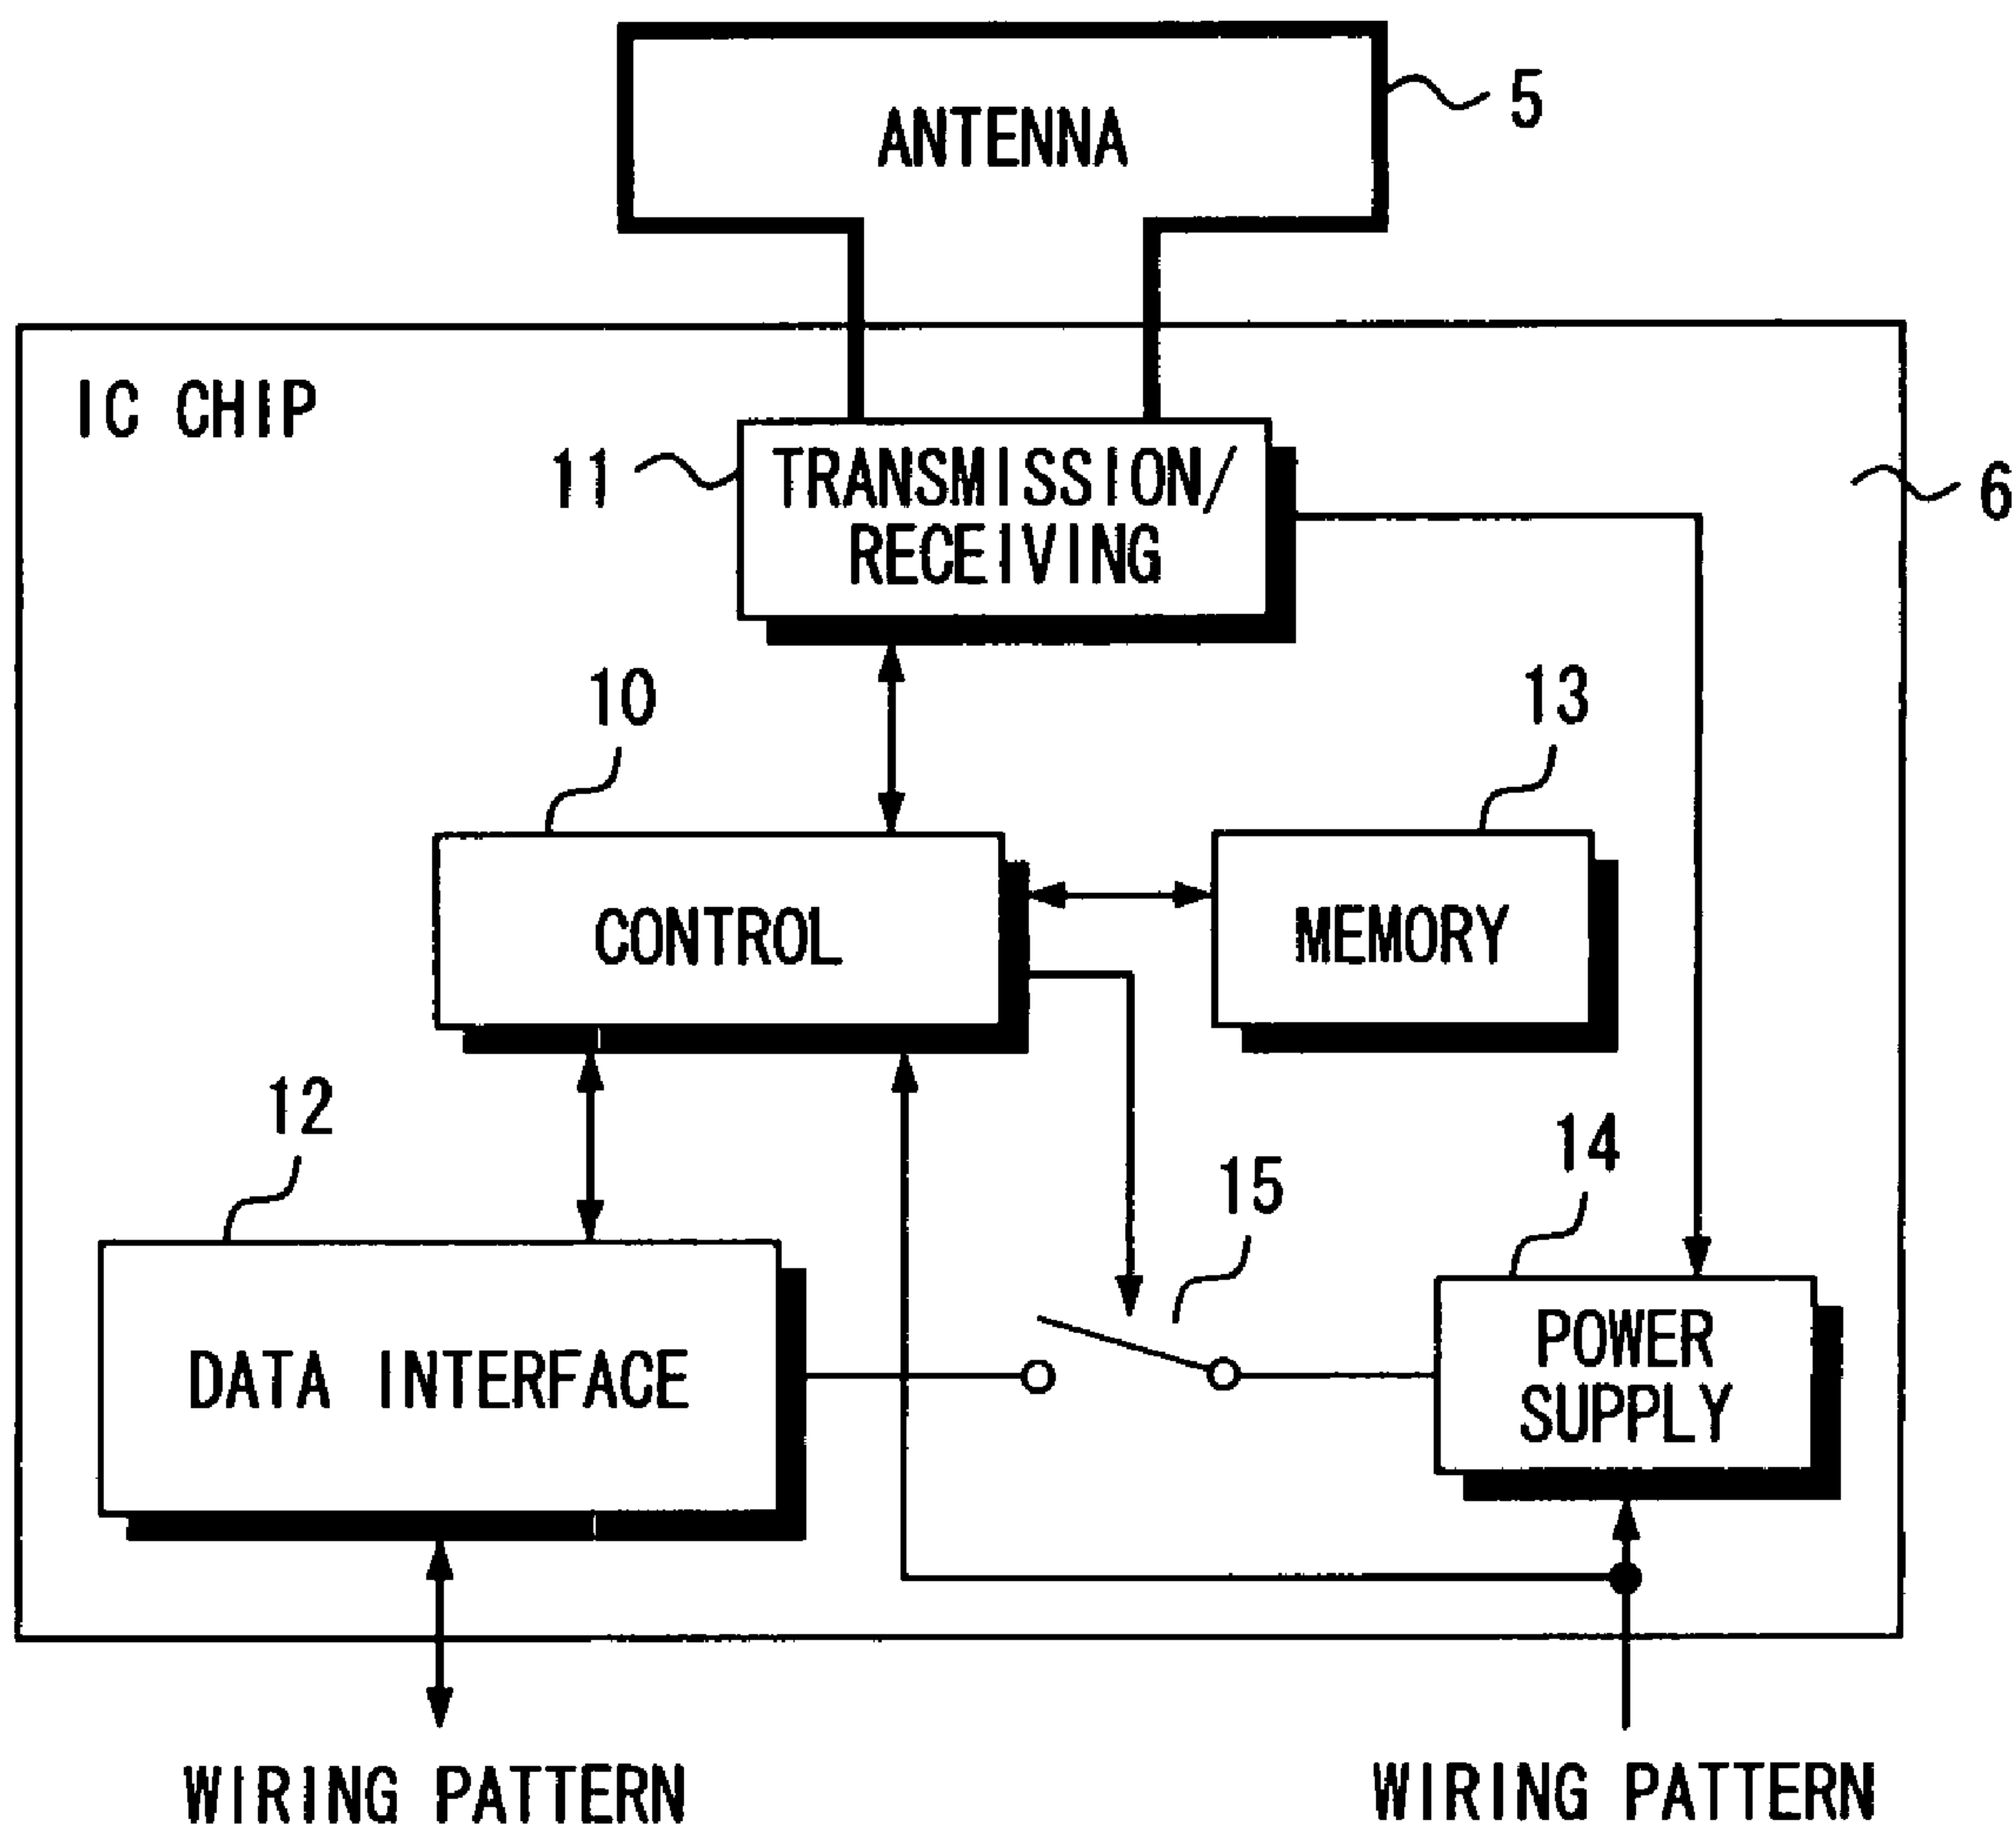 ANTENNA
5
IC CHIP
11
TRANSMISSION/
RECEIVING
6
10
13
CONTROL
MEMORY
12
15
14
DATA INTERFACE
POWER
SUPPLY
WIRING PATTERN
WIRING PATTERN